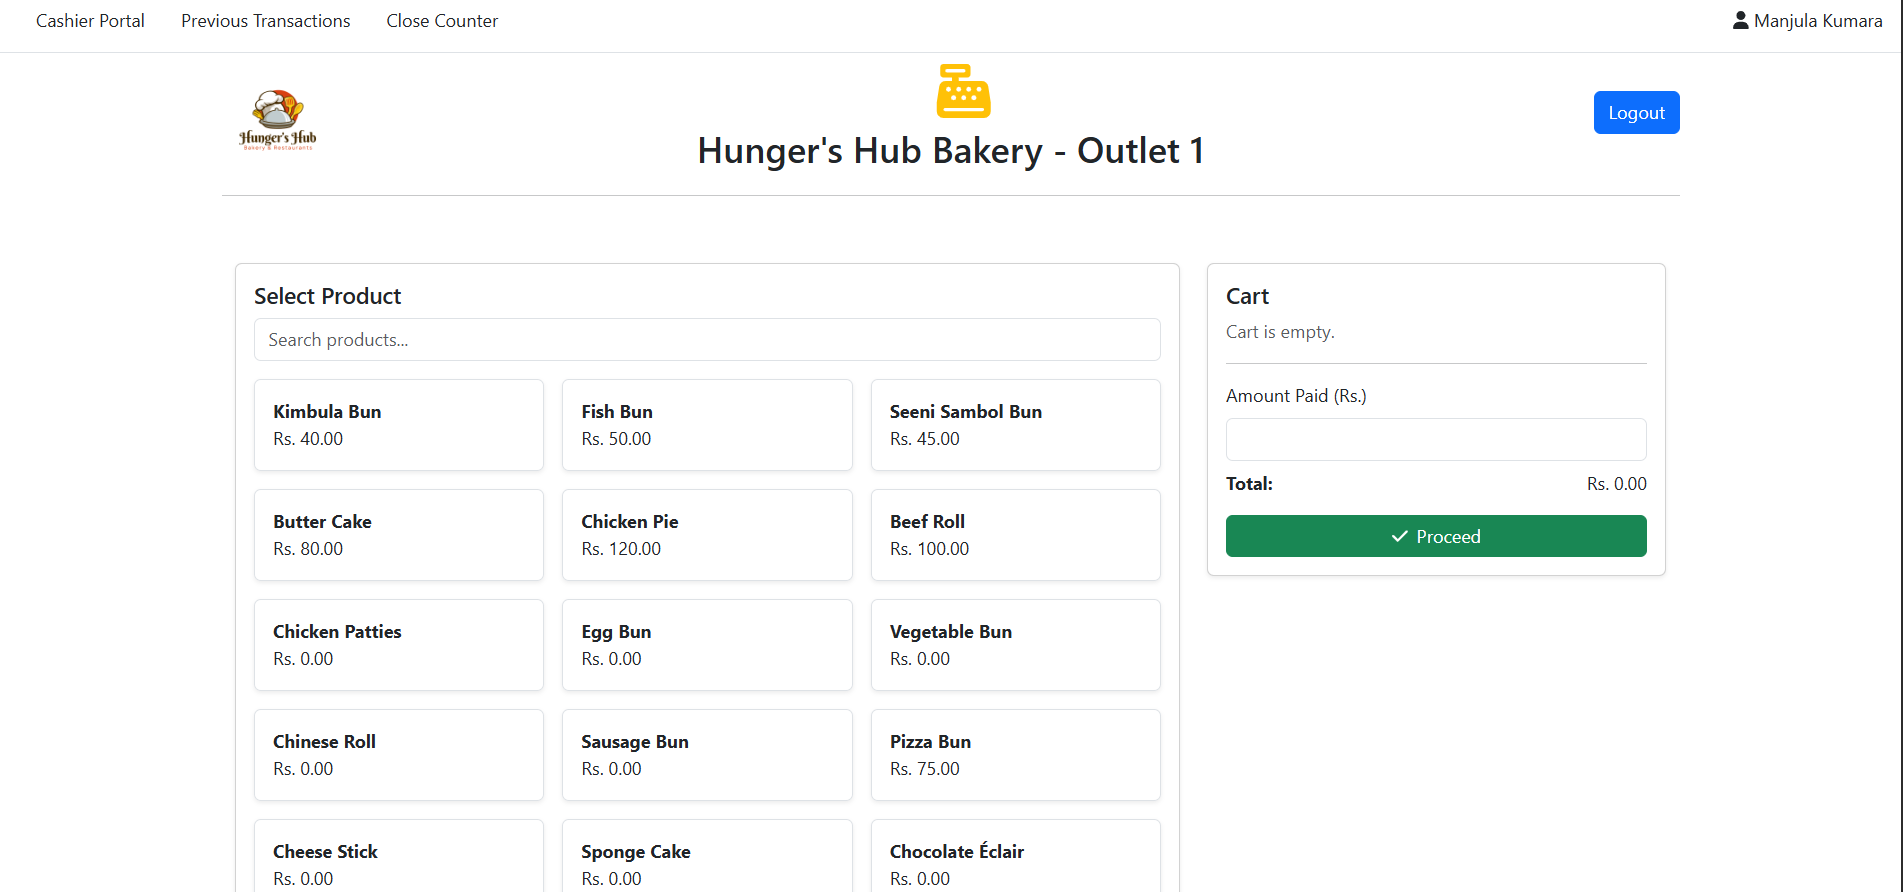 Cashier Portal
Previous Transactions
Close Counter
Manjula Kumara
Hunger's Hub
Bakery & Restaurants
Hunger's Hub Bakery - Outlet 1
Logout
Select Product
Search products...
Kimbula Bun
Rs. 40.00
Fish Bun
Rs. 50.00
Seeni Sambol Bun
Rs. 45.00
Butter Cake
Rs. 80.00
Chicken Pie
Rs. 120.00
Beef Roll
Rs. 100.00
Chicken Patties
Rs. 0.00
Egg Bun
Rs. 0.00
Vegetable Bun
Rs. 0.00
Chinese Roll
Rs. 0.00
Sausage Bun
Rs. 0.00
Pizza Bun
Rs. 75.00
Cheese Stick
Rs. 0.00
Sponge Cake
Rs. 0.00
Chocolate Éclair
Rs. 0.00
Cart
Cart is empty.
Amount Paid (Rs.)
Total:
Rs. 0.00
Proceed